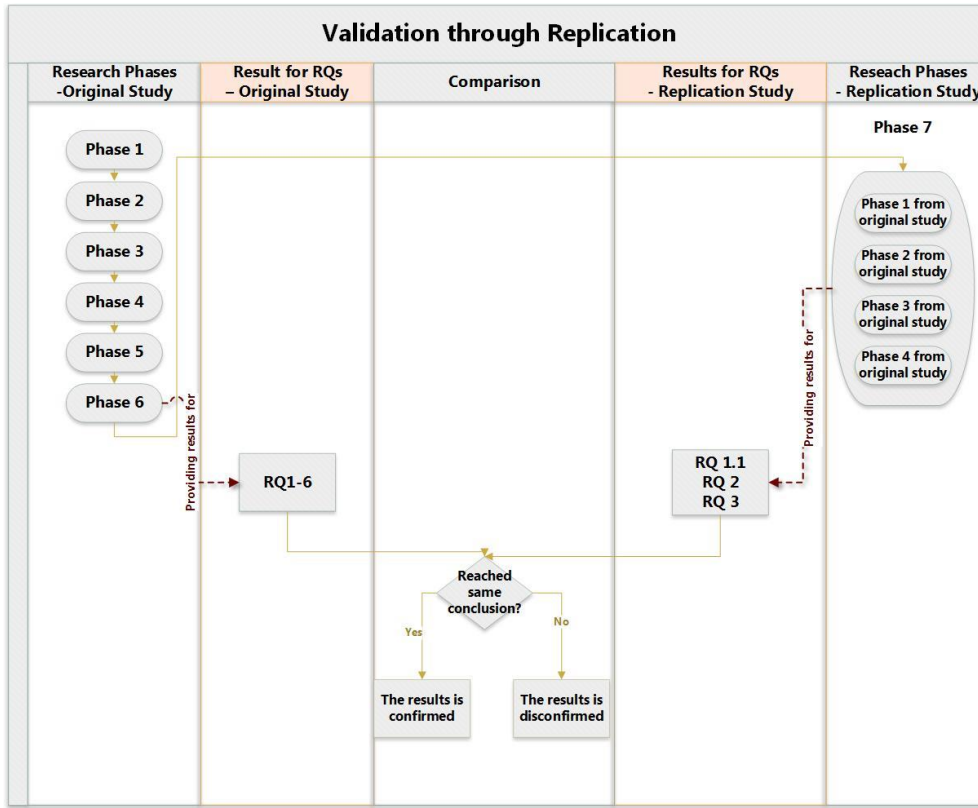 Validation through Replication
Research Phases
-Original Study
Result for RQs
– Original Study
Comparison
Results for RQs
- Replication Study
Reseach Phases
- Replication Study
Phase 1
Phase 2
Phase 3
Phase 4
Phase 5
Phase 6
Providing results for
RQ1-6
Phase 7
Phase 1 from
original study
Phase 2 from
original study
Phase 3 from
original study
Phase 4 from
original study
Providing results for
RQ 1.1
RQ 2
RQ 3
Reached
same
conclusion?
Yes
No
The results is
confirmed
The results is
disconfirmed